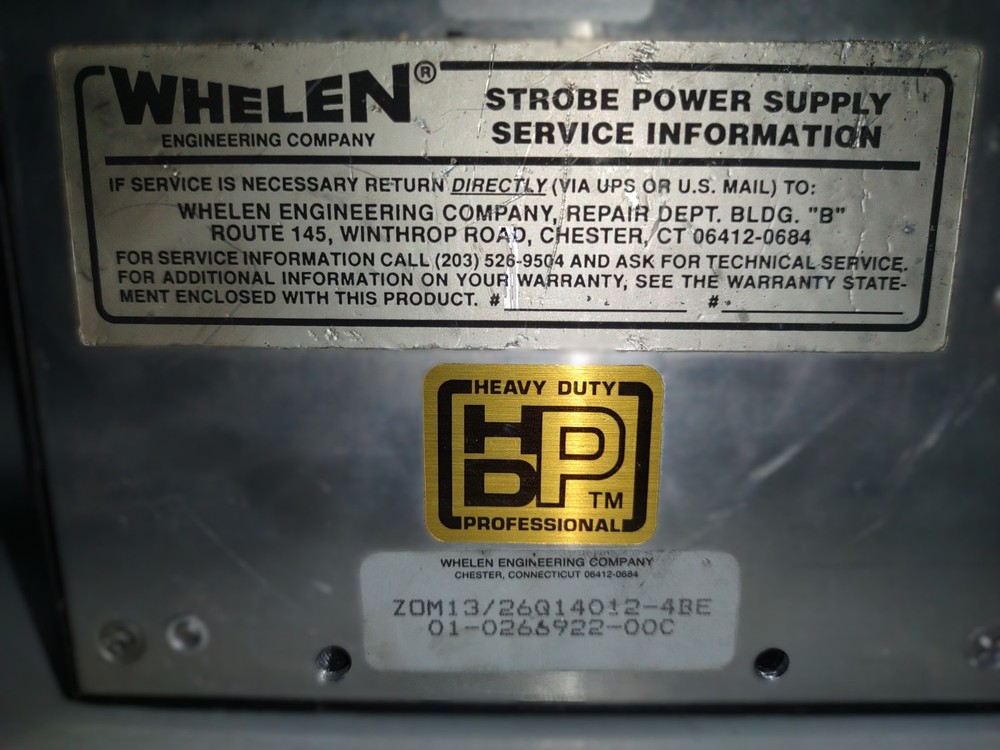 WHELEN®
ENGINEERING COMPANY
STROBE POWER SUPPLY
SERVICE INFORMATION
IF SERVICE IS NECESSARY RETURN DIRECTLY (VIA UPS OR U.S. MAIL) TO:
WHELEN ENGINEERING COMPANY, REPAIR DEPT. BLDG. "B"
ROUTE 145, WINTHROP ROAD, CHESTER, CT 06412-0684
FOR SERVICE INFORMATION CALL (203) 526-9504 AND ASK FOR TECHNICAL SERVICE.
FOR ADDITIONAL INFORMATION ON YOUR WARRANTY, SEE THE WARRANTY STATE-
MENT ENCLOSED WITH THIS PRODUCT. # #
HEAVY DUTY
HDP TM
PROFESSIONAL
WHELEN ENGINEERING COMPANY
CHESTER, CONNECTICUT 06412-0684
ZOM13/26Q14012-4BE
01-0266922-00C